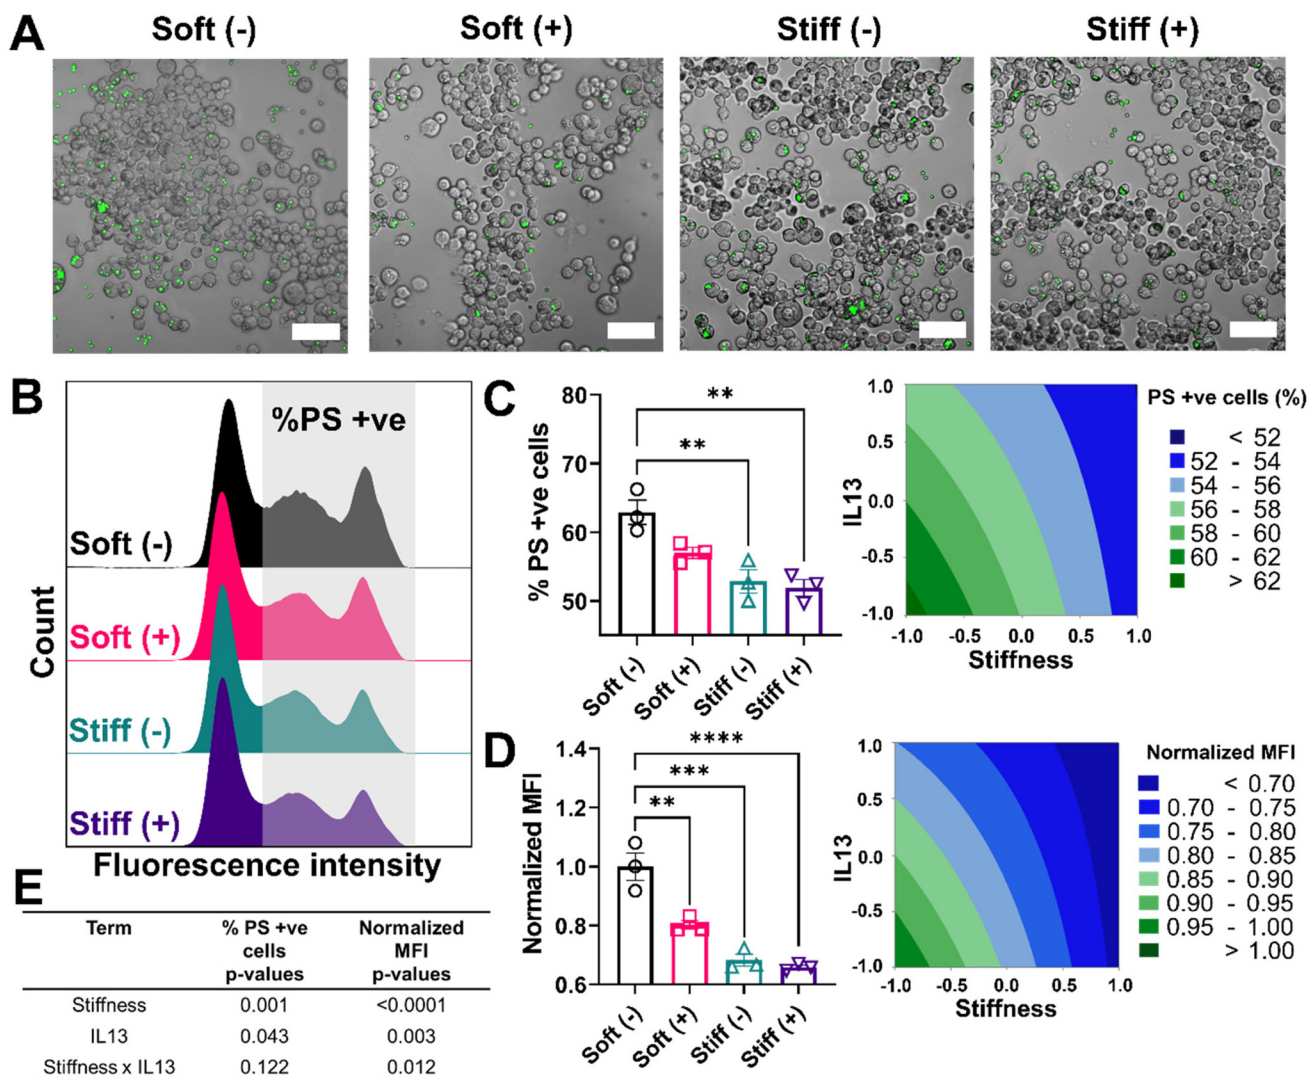 A
Soft (-)
Soft (+)
Stiff (-)
Stiff (+)
B
%PS +ve
Soft (-)
Soft (+)
Stiff (-)
Stiff (+)
Count
Fluorescence intensity
C
% PS +ve cells
80
70
60
50
**
**
Soft (-)
Soft (+)
Stiff (-)
Stiff (+)
IL13
1.0
0.5
0.0
-0.5
-1.0
-1.0 -0.5 0.0 0.5 1.0
Stiffness
PS +ve cells (%)
< 52
52 - 54
54 - 56
56 - 58
58 - 60
60 - 62
> 62
D
Normalized MFI
1.4
1.2
1.0
0.8
0.6
****
***
**
Soft (-)
Soft (+)
Stiff (-)
Stiff (+)
IL13
1.0
0.5
0.0
-0.5
-1.0
-1.0 -0.5 0.0 0.5 1.0
Stiffness
Normalized MFI
< 0.70
0.70 - 0.75
0.75 - 0.80
0.80 - 0.85
0.85 - 0.90
0.90 - 0.95
0.95 - 1.00
> 1.00
E
Term % PS +ve Normalized
cells MFI
p-values p-values
Stiffness 0.001 <0.0001
IL13 0.043 0.003
Stiffness x IL13 0.122 0.012